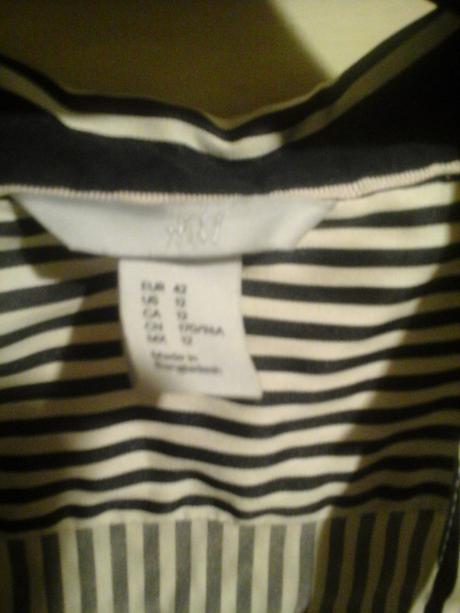 H&M
EUR 42
US 12
CA 12
CN 170/96A
MX 12
Made in
Bangladesh